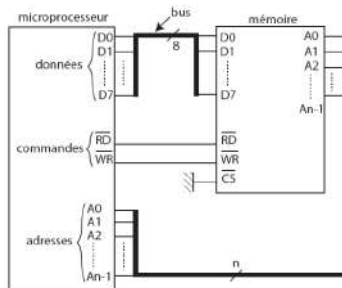 bus
microprocesseur
mémoire
données
D0
D1
D7
8
D0
D1
D7
A0
A1
A2
An-1
commandes
RD
WR
RD
WR
CS
adresses
A0
A1
A2
An-1
n